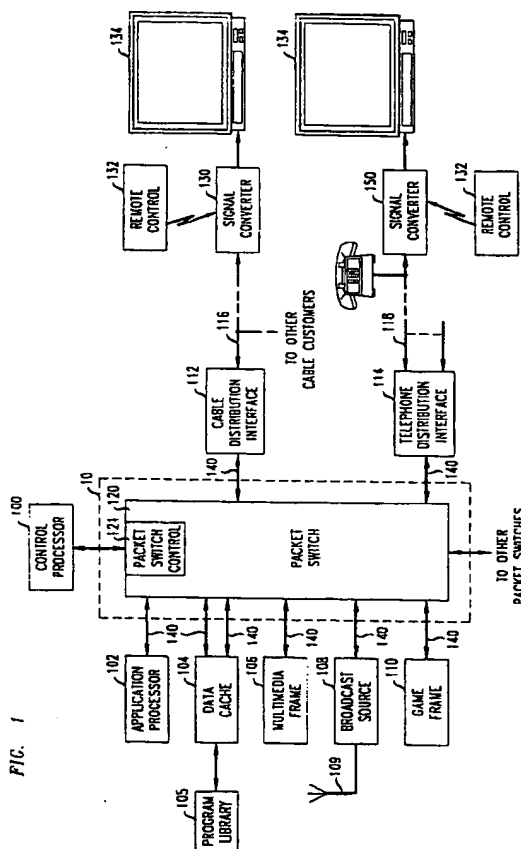 FIG. 1
100
CONTROL
PROCESSOR
10
120
121
PACKET
SWITCH
CONTROL
PACKET
SWITCH
TO OTHER
PACKET SWITCHES
102
APPLICATION
PROCESSOR
140
104
DATA
CACHE
140
140
105
PROGRAM
LIBRARY
106
MULTIMEDIA
FRAME
140
108
BROADCAST
SOURCE
140
109
110
GAME
FRAME
140
112
CABLE
DISTRIBUTION
INTERFACE
140
116
TO OTHER
CABLE CUSTOMERS
114
TELEPHONE
DISTRIBUTION
INTERFACE
140
118
132
REMOTE
CONTROL
130
SIGNAL
CONVERTER
134
150
SIGNAL
CONVERTER
132
REMOTE
CONTROL
134